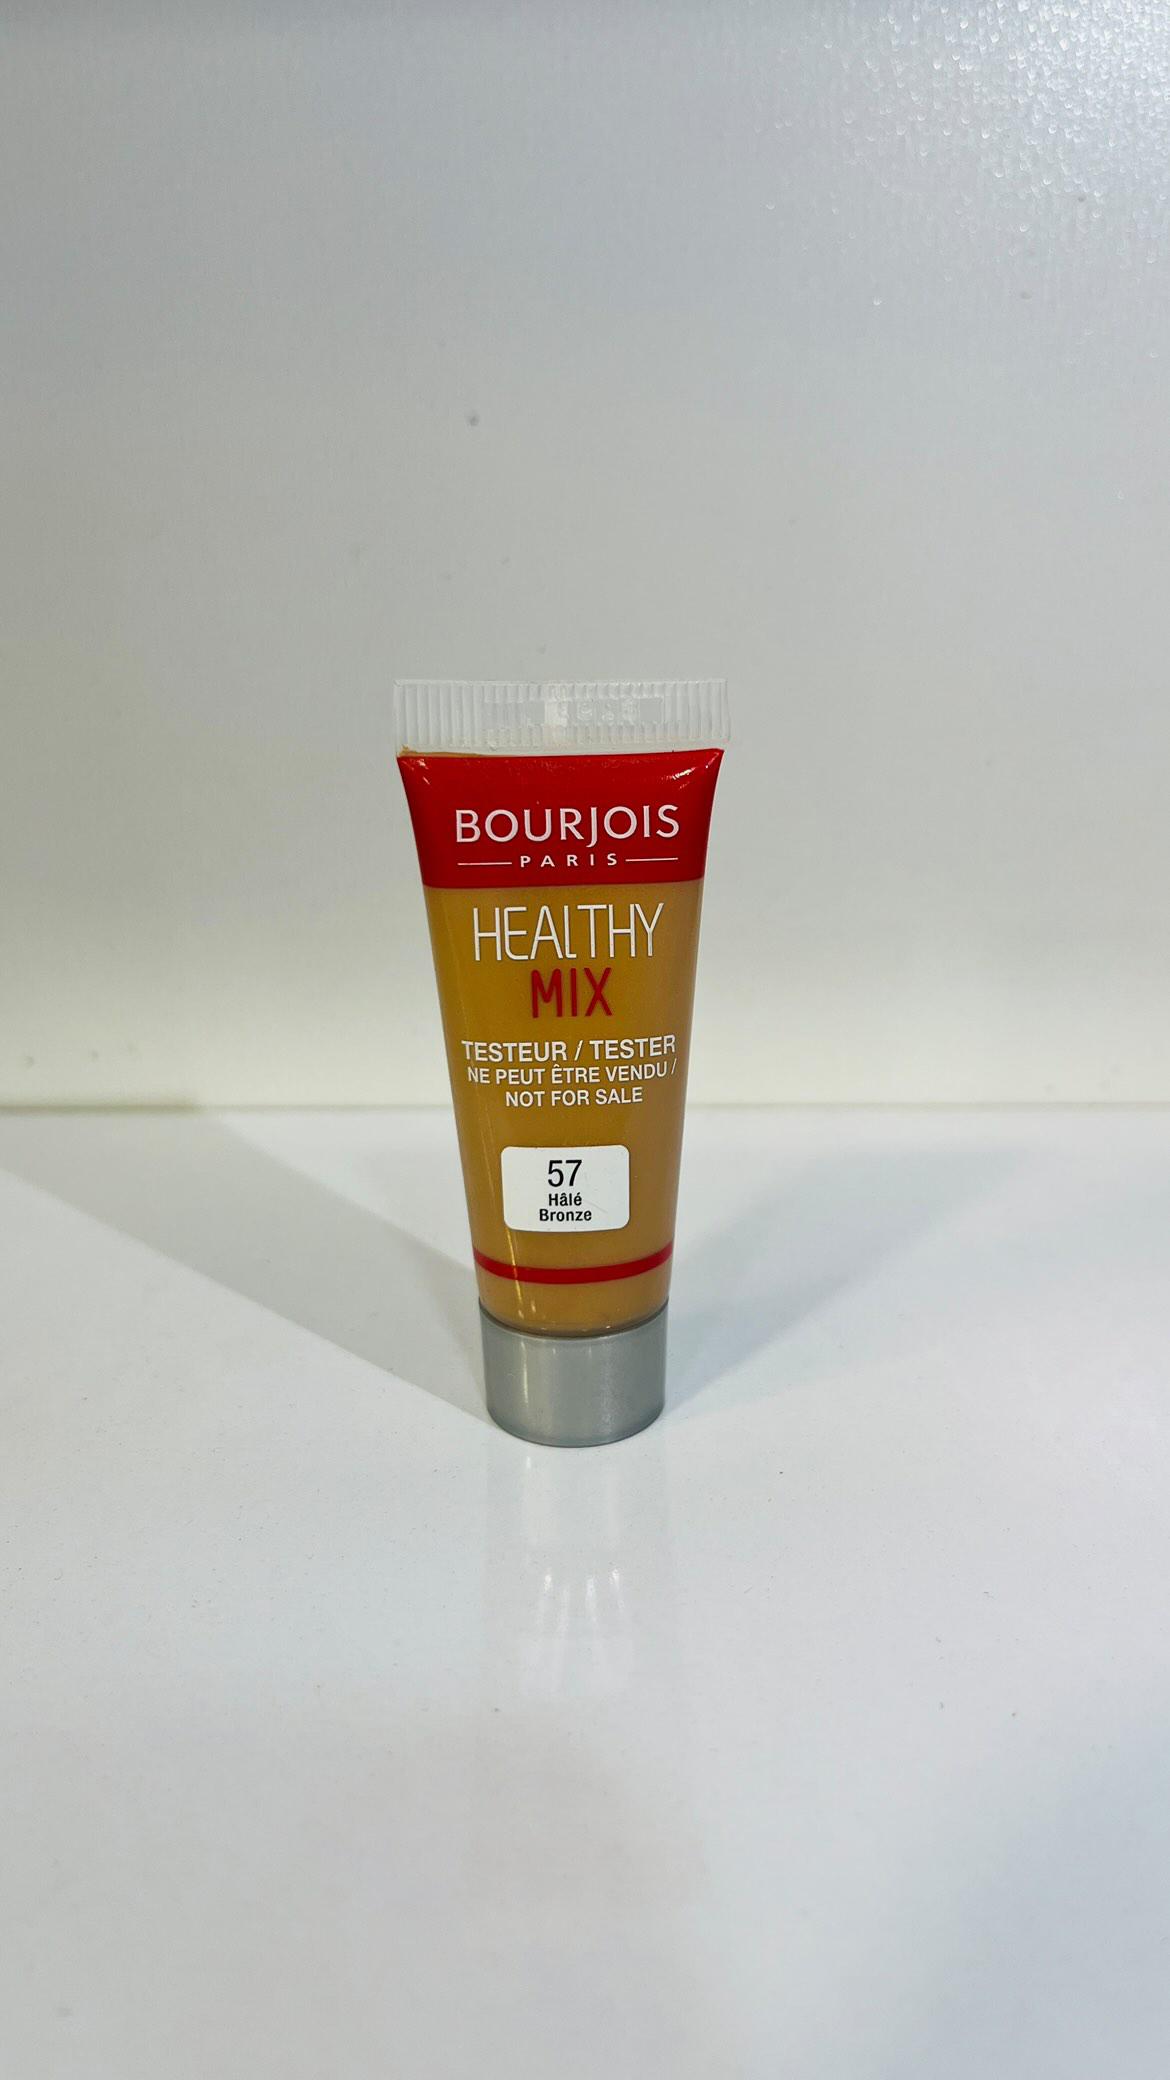 BOURJOIS
PARIS
HEALTHY
MIX
TESTEUR / TESTER
NE PEUT ÊTRE VENDU /
NOT FOR SALE
57
Hâlé
Bronze